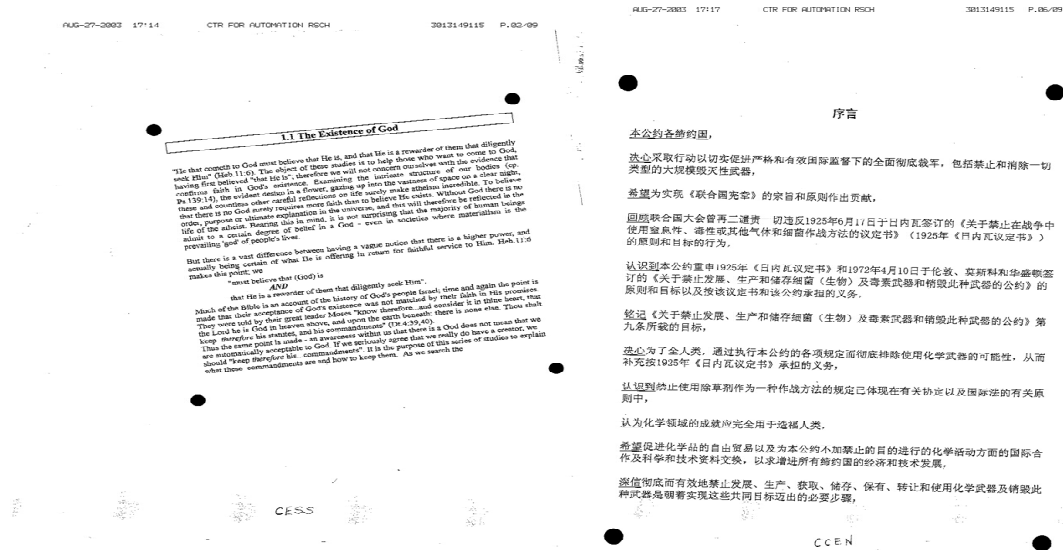 AUG-27-2003 17:14 CTR FOR AUTOMATION RSCH 3013149115 P.02/09
1.1 The Existence of God
"He that cometh to God must believe that He is, and that He is a rewarder of them that diligently
seek Him" (Heb.11:6). The object of these studies is to help those who want to come to God,
having first believed "that He is"; therefore we will not concern ourselves with the evidence that
confirms faith in God's existence. Examining the intricate structure of our bodies (cp.
Ps.139:14), the evident design in a flower, gazing up into the vastness of space on a clear night,
these and countless other careful reflections on life surely make atheism incredible. To believe
that there is no God surely requires more faith than to believe He exists. Without God there is no
order, purpose or ultimate explanation in the universe, and this will therefore be reflected in the
life of the atheist. Bearing this in mind, it is not surprising that the majority of human beings
admit to a certain degree of belief in a God - even in societies where materialism is the
prevailing 'god' of people's lives.
But there is a vast difference between having a vague notion that there is a higher power, and
actually being certain of what He is offering in return for faithful service to Him. Heb.11:6
makes this point; we
"must believe that (God) is
AND
that He is a rewarder of them that diligently seek Him".
Much of the Bible is an account of the history of God's people Israel; time and again the point is
made that their acceptance of God's existence was not matched by their faith in His promises
They were told by their great leader Moses "Know therefore...and consider it in thine heart, that
the Lord he is God in heaven above, and upon the earth beneath: there is none else. Thou shalt
keep therefore his statutes, and his commandments" (Dt.4:39,40).
Thus the same point is made - an awareness within us that there is a God does not mean that we
are automatically acceptable to God. If we seriously agree that we really do have a creator, we
should "keep therefore his.. commandments". It is the purpose of this series of studies to explain
what these commandments are and how to keep them. As we search the
CESS
AUG-27-2003 17:17 CTR FOR AUTOMATION RSCH 3013149115 P.06/09
序言
本公约各缔约国，
决心采取行动以切实促进严格和有效国际监督下的全面彻底裁军，包括禁止和消除一切
类型的大规模毁灭性武器，
希望为实现《联合国宪章》的宗旨和原则作出贡献，
回顾联合国大会曾再三谴责一切违反1925年6月17日于日内瓦签订的《关于禁止在战争中
使用窒息性、毒性或其他气体和细菌作战方法的议定书》（1925年《日内瓦议定书》）
的原则和目标的行为，
认识到本公约重申1925年《日内瓦议定书》和1972年4月10日于伦敦、莫斯科和华盛顿签
订的《关于禁止发展、生产和储存细菌（生物）及毒素武器和销毁此种武器的公约》的
原则和目标以及按该议定书和该公约承担的义务，
铭记《关于禁止发展、生产和储存细菌（生物）及毒素武器和销毁此种武器的公约》第
九条所载的目标，
决心为了全人类，通过执行本公约的各项规定而彻底排除使用化学武器的可能性，从而
补充按1925年《日内瓦议定书》承担的义务，
认识到禁止使用除草剂作为一种作战方法的规定已体现在有关协定以及国际法的有关原
则中，
认为化学领域的成就应完全用于造福人类，
希望促进化学品的自由贸易以及为本公约不加禁止的目的进行的化学活动方面的国际合
作及科学和技术资料交换，以求增进所有缔约国的经济和技术发展，
深信彻底而有效地禁止发展、生产、获取、储存、保有、转让和使用化学武器及销毁此
种武器是朝着实现这些共同目标迈出的必要步骤，
CCEN